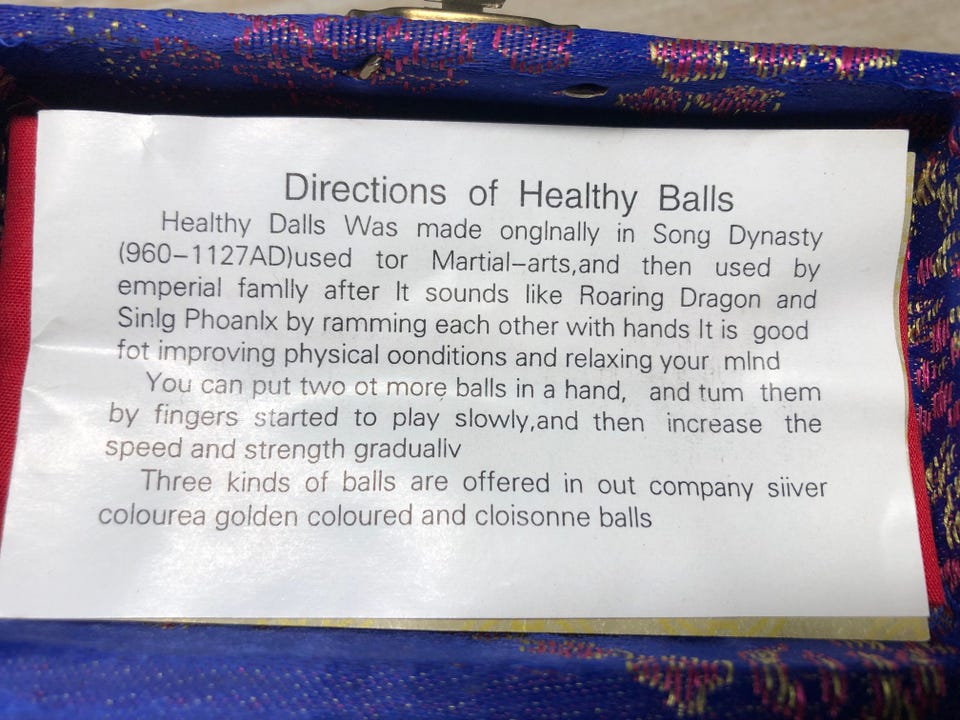 Directions of Healthy Balls
Healthy Dalls Was made onglnally in Song Dynasty
(960-1127AD)used tor Martial-arts,and then used by
emperial famlly after It sounds like Roaring Dragon and
Sinlg Phoanlx by ramming each other with hands It is good
fot improving physical oonditions and relaxing your mlnd
You can put two ot more balls in a hand, and tum them
by fingers started to play slowly,and then increase the
speed and strength graduallv
Three kinds of balls are offered in out company siiver
colourea golden coloured and cloisonne balls